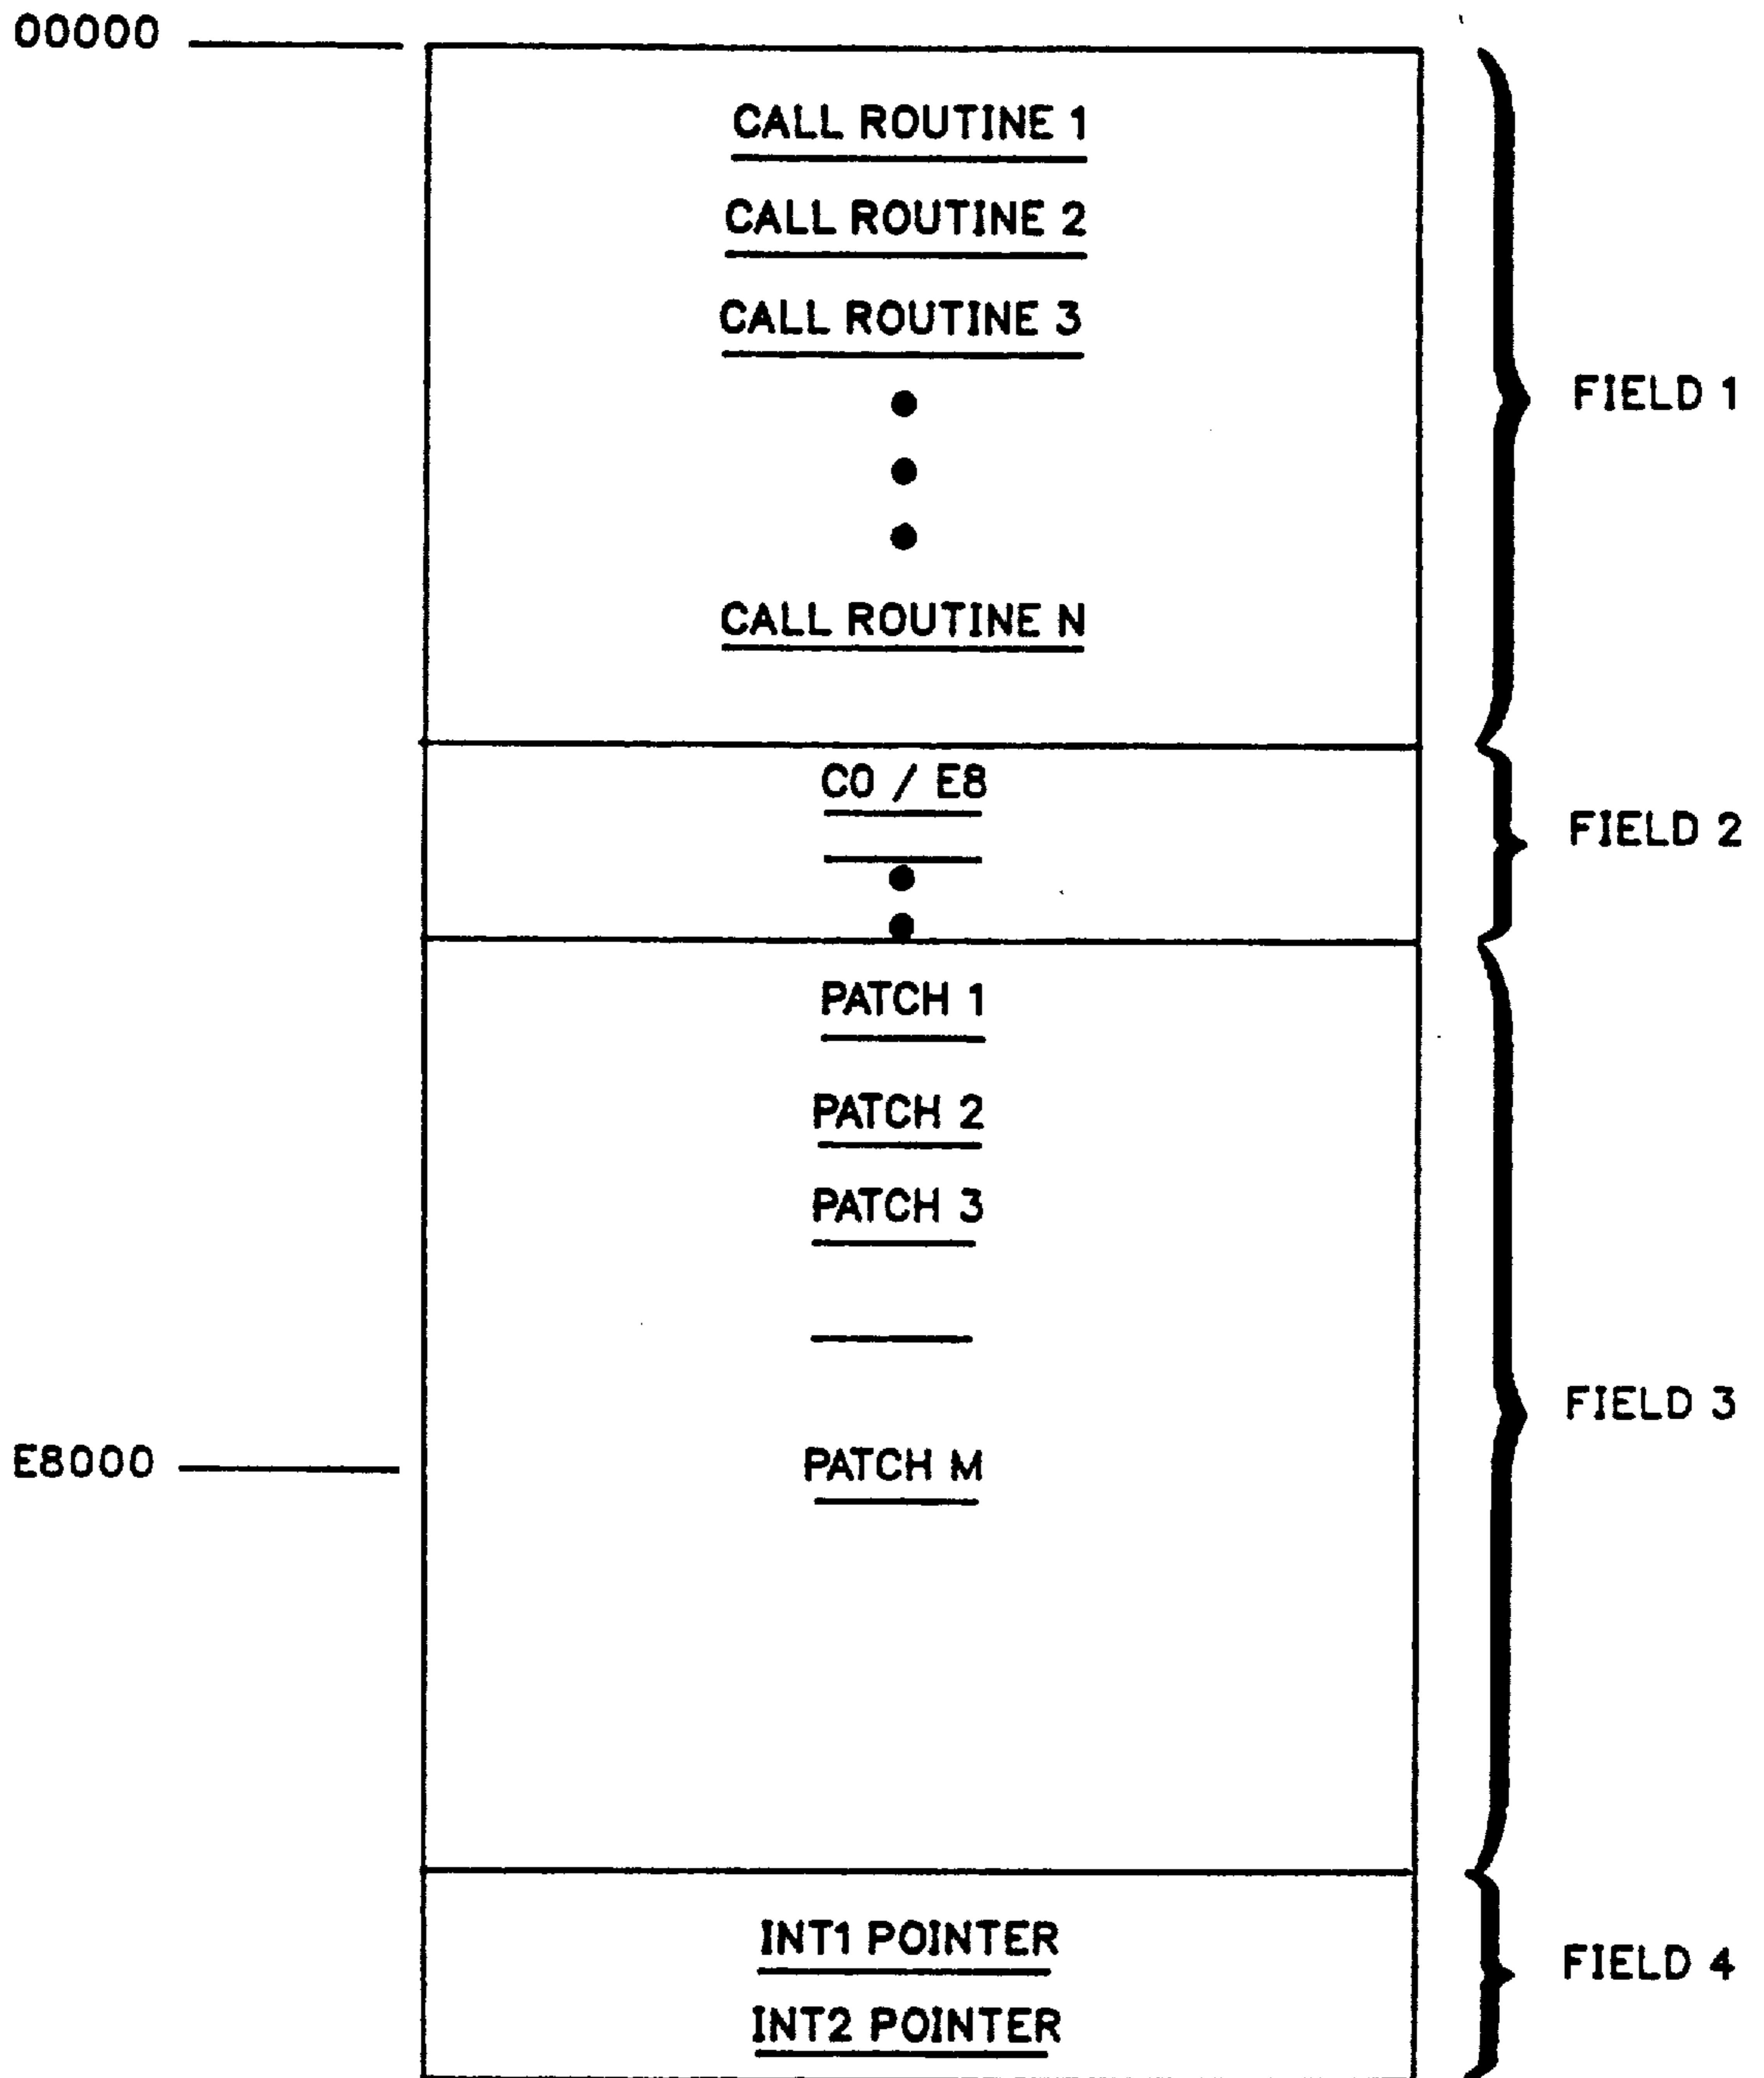 00000
CALL ROUTINE 1
CALL ROUTINE 2
CALL ROUTINE 3
FIELD 1
CALL ROUTINE N
C0 / E8
FIELD 2
PATCH 1
PATCH 2
PATCH 3
FIELD 3
E8000
PATCH M
INT1 POINTER
FIELD 4
INT2 POINTER